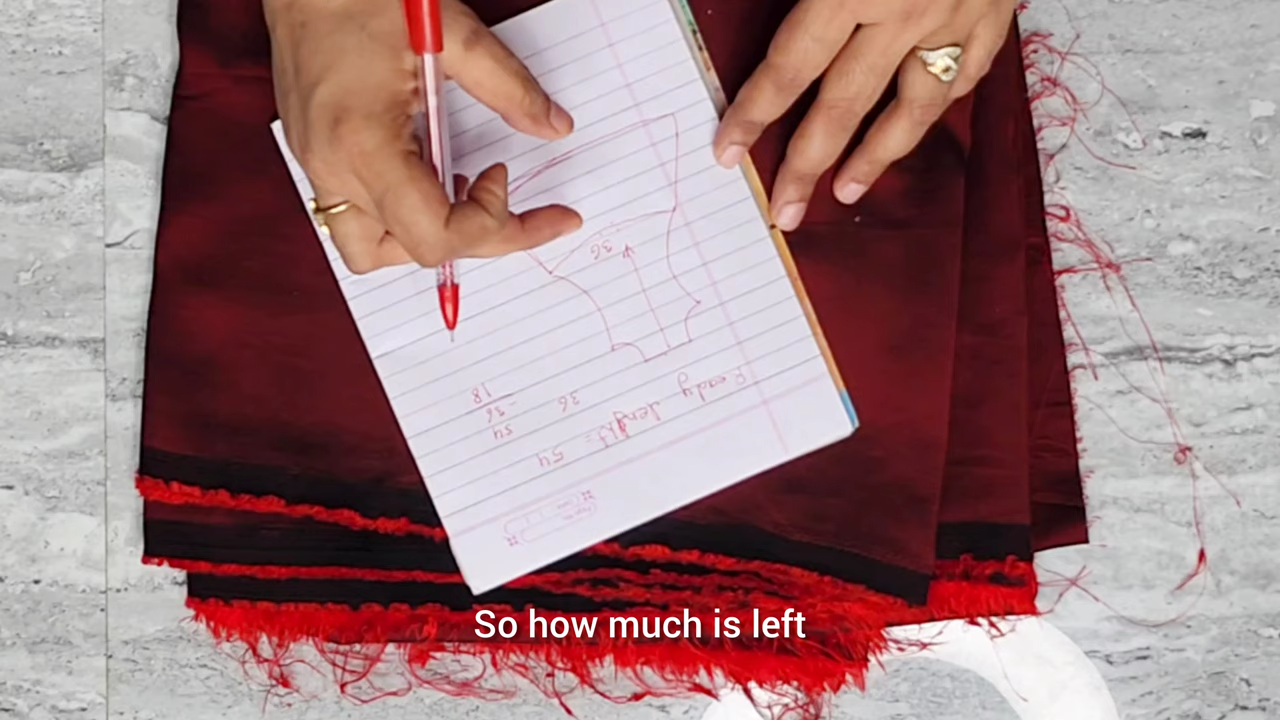 Ready length = 54
36
54
-36
18
36
So how much is left